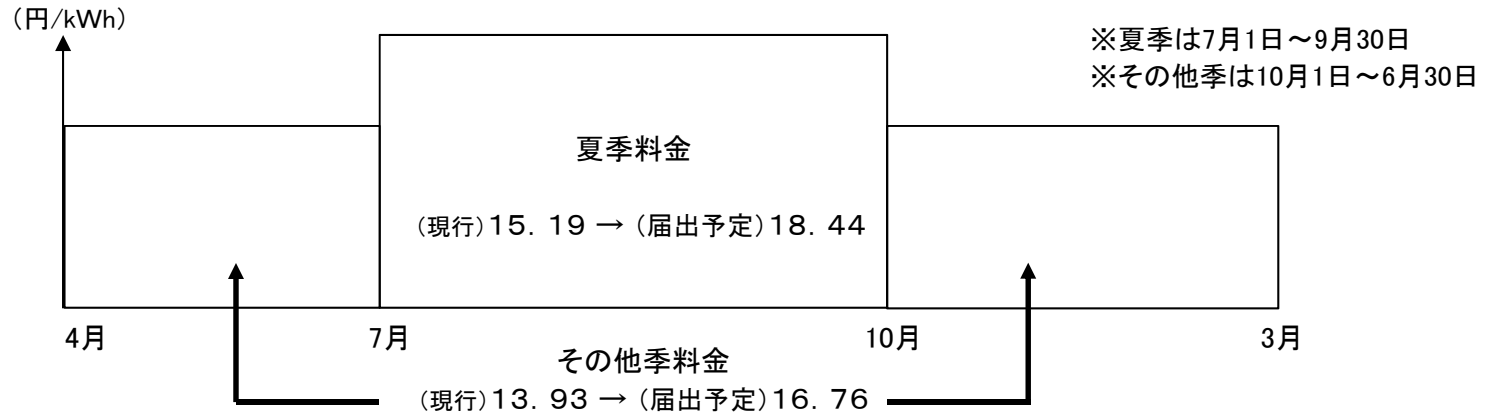 （円/kWh）
※夏季は7月1日～9月30日
※その他季は10月1日～6月30日
夏季料金
（現行）15．19 → （届出予定）18．44
4月 7月 10月 3月
その他季料金
（現行）13．93 → （届出予定）16．76